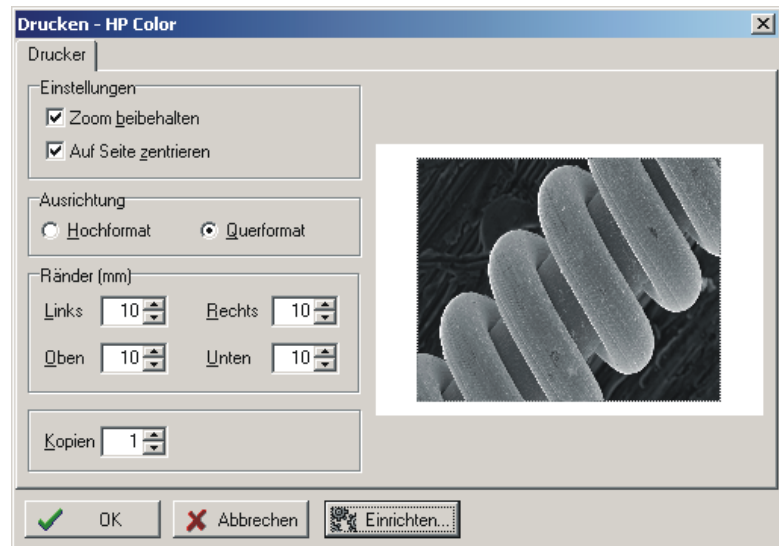 Drucken - HP Color
Drucker
Einstellungen
Zoom beibehalten
Auf Seite zentrieren
Ausrichtung
Hochformat Querformat
Ränder (mm)
Links 10 Rechts 10
Oben 10 Unten 10
Kopien 1
OK Abbrechen Einrichten...